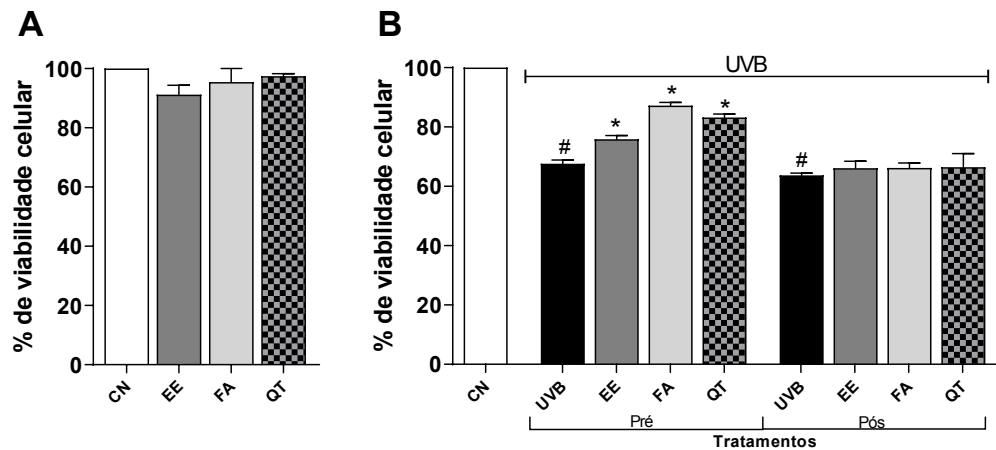 A
B
% de viabilidade celular
100
80
60
40
20
0
CN
EE
FA
QT
% de viabilidade celular
100
80
60
40
20
0
UVB
#
*
*
*
#
CN
UVB
EE
FA
QT
UVB
EE
FA
QT
Pré
Pós
Tratamentos